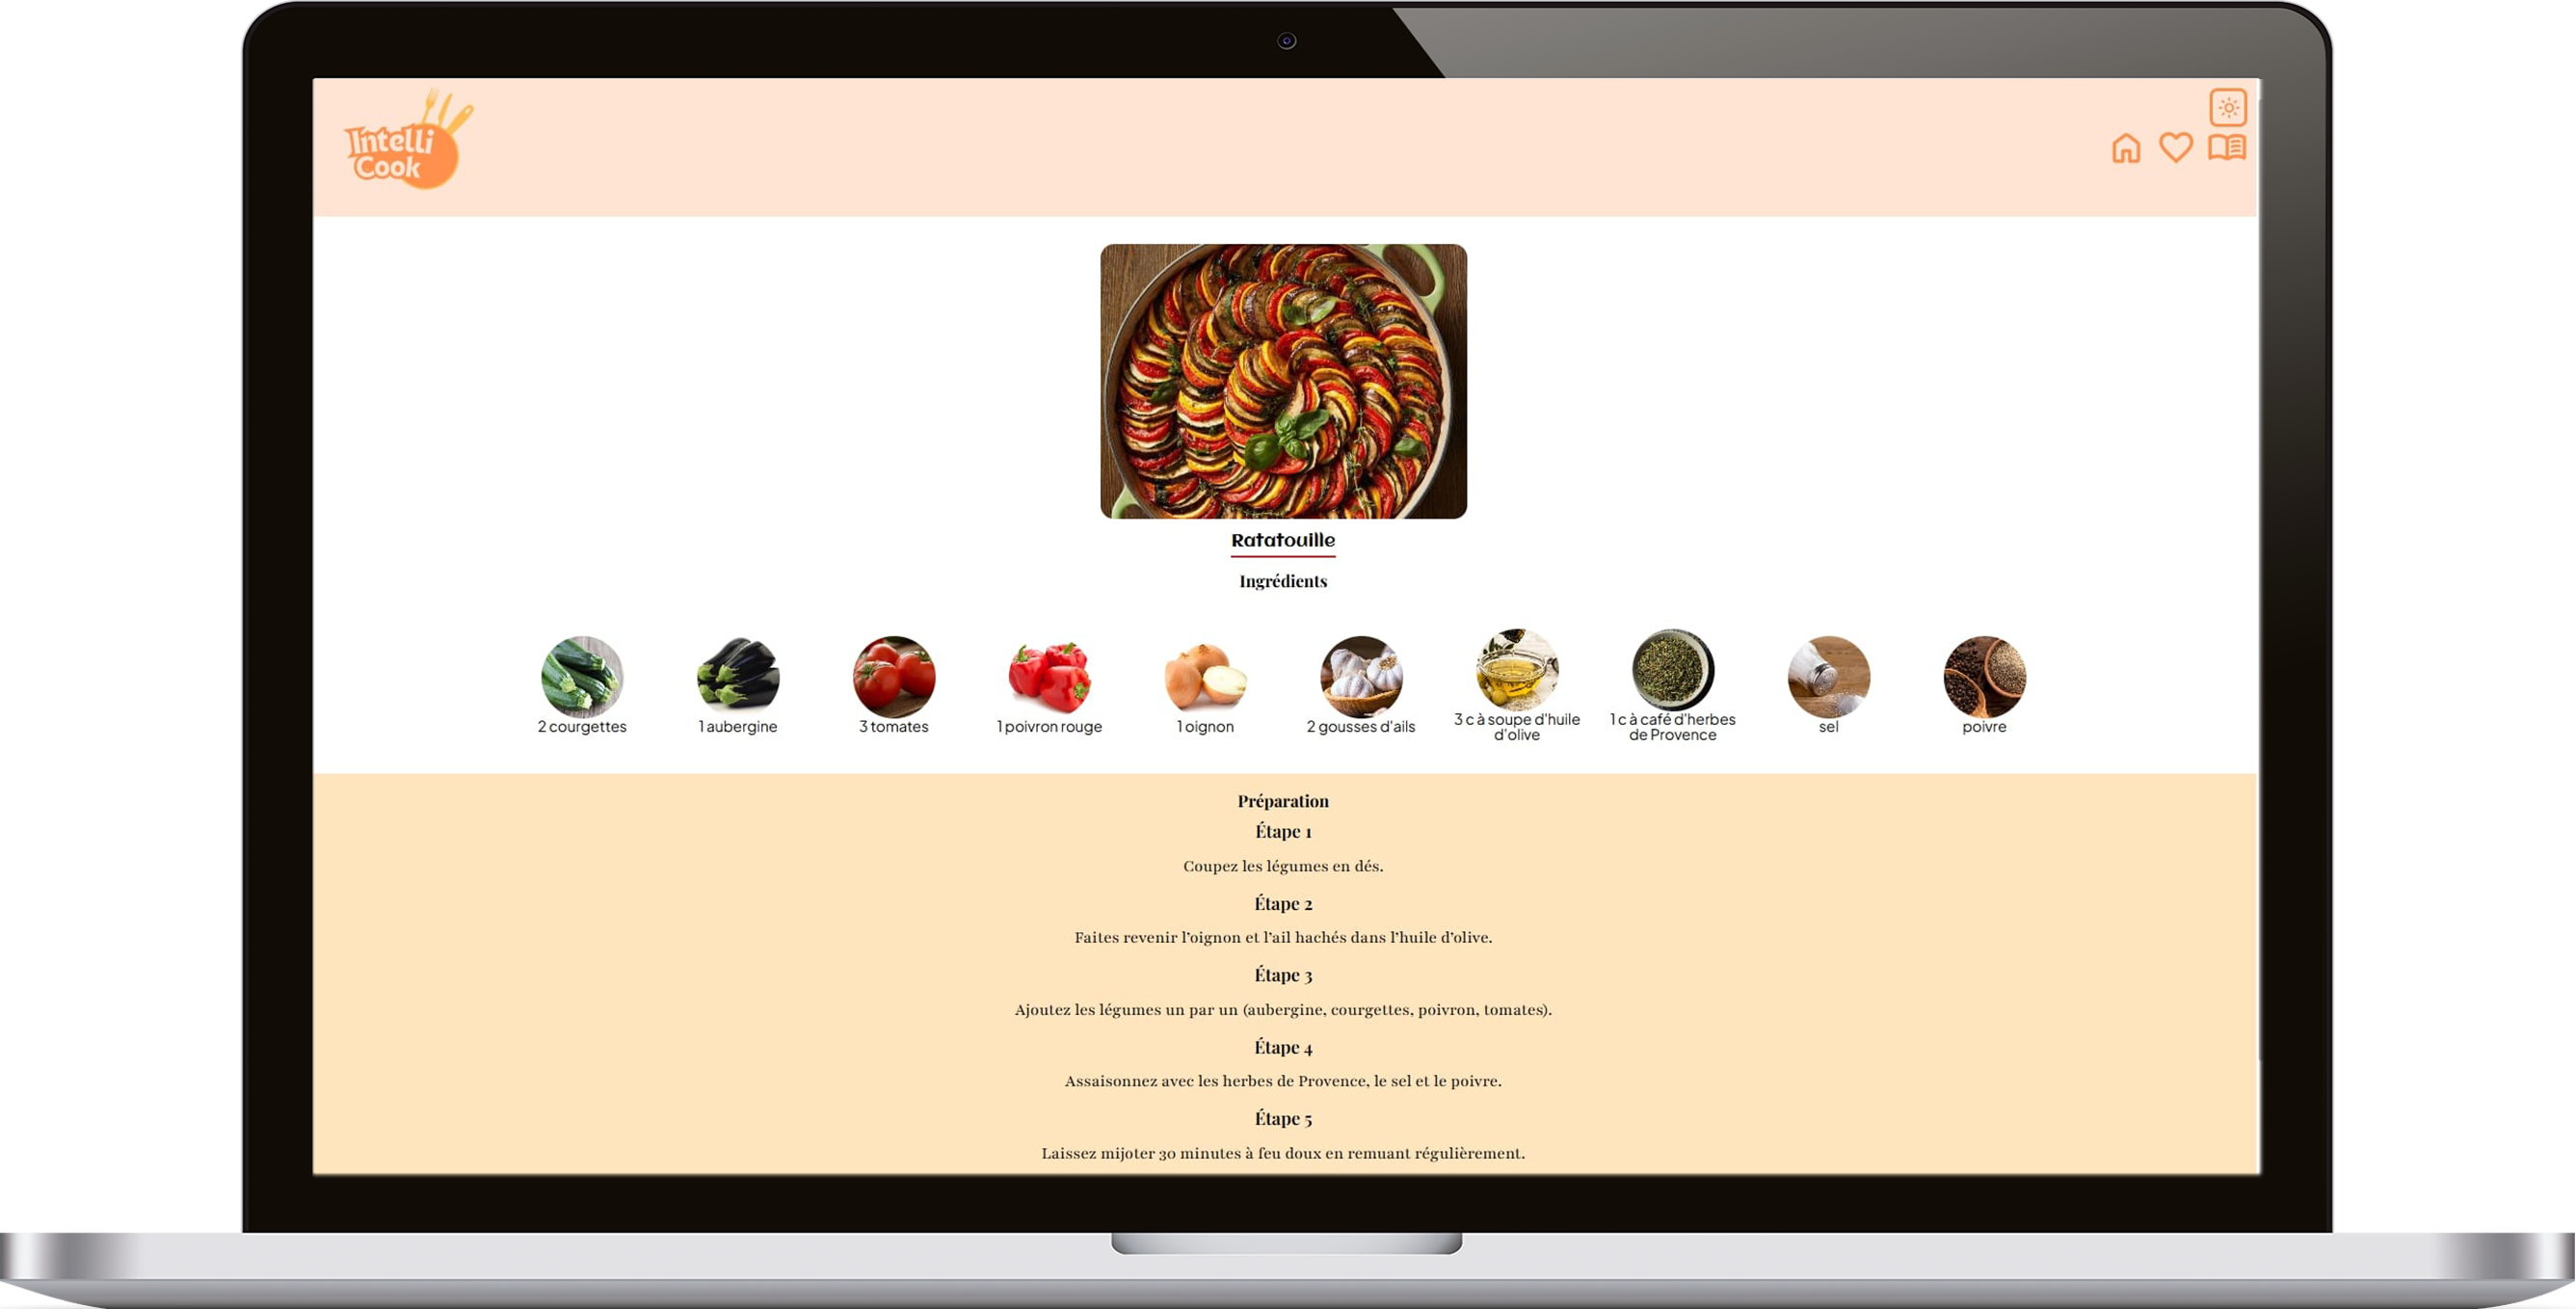 Intelli
Cook
Ratatouille
Ingrédients
2 courgettes
1 aubergine
3 tomates
1 poivron rouge
1 oignon
2 gousses d'ails
3 c à soupe d'huile
d'olive
1 c à café d'herbes
de Provence
sel
poivre
Préparation
Étape 1
Coupez les légumes en dés.
Étape 2
Faites revenir l'oignon et l'ail hachés dans l'huile d'olive.
Étape 3
Ajoutez les légumes un par un (aubergine, courgettes, poivron, tomates).
Étape 4
Assaisonnez avec les herbes de Provence, le sel et le poivre.
Étape 5
Laissez mijoter 30 minutes à feu doux en remuant régulièrement.